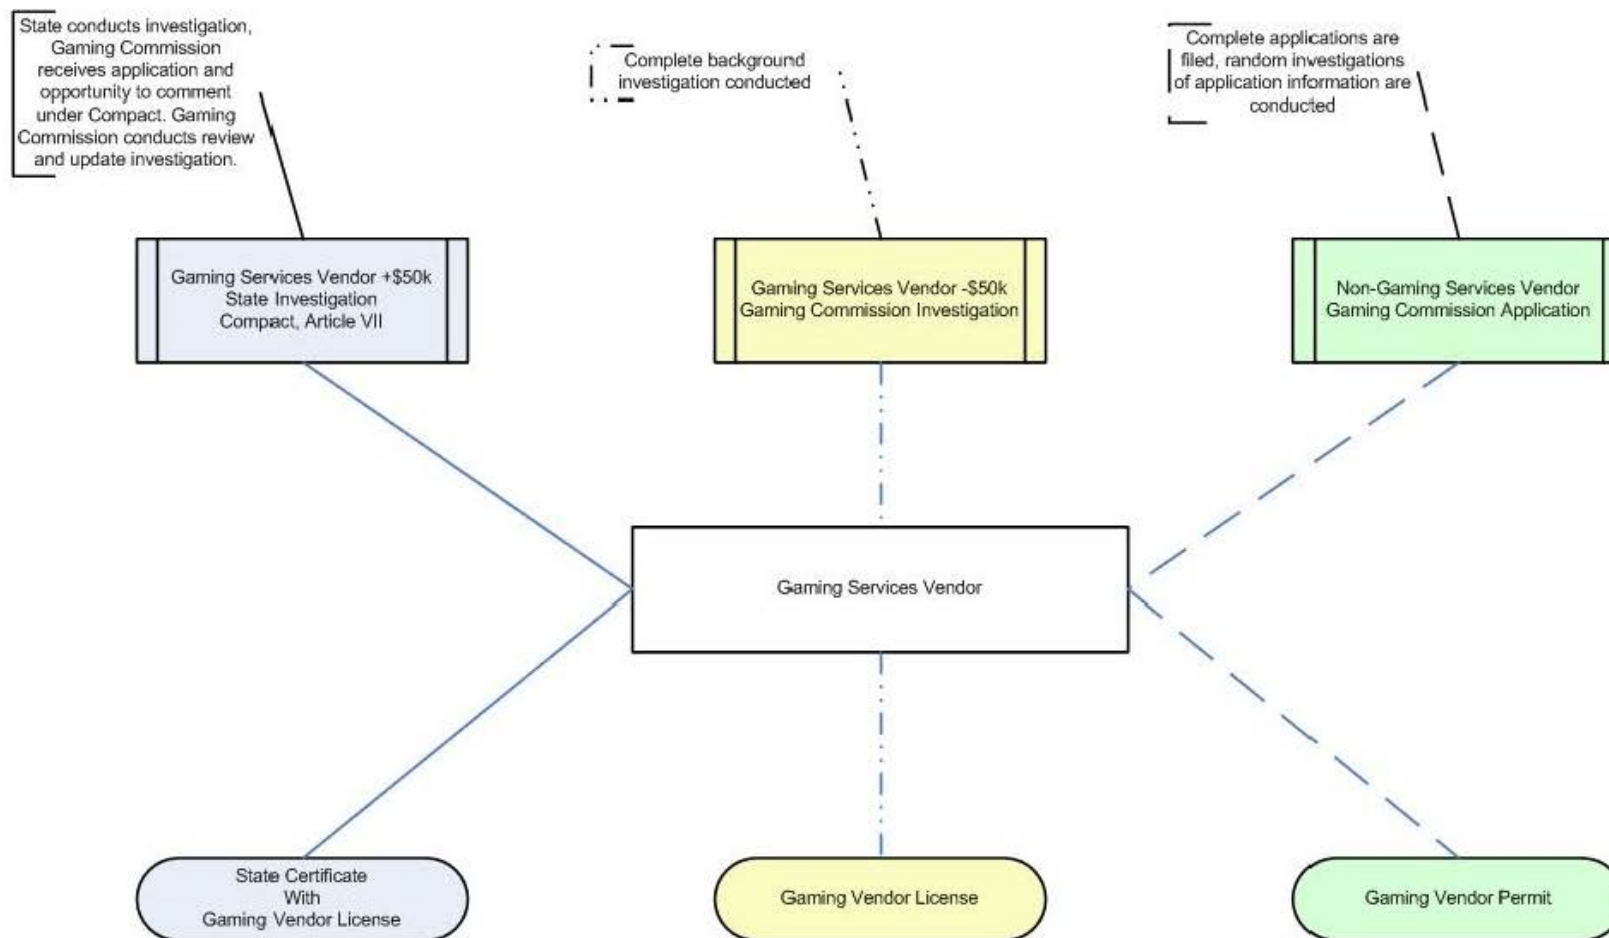 State conducts investigation,
Gaming Commission
receives application and
opportunity to comment
under Compact. Gaming
Commission conducts review
and update investigation.
Complete background
investigation conducted
Complete applications are
filed, random investigations
of application information are
conducted
Gaming Services Vendor +$50k
State Investigation
Compact, Article VII
Gaming Services Vendor -$50k
Gaming Commission Investigation
Non-Gaming Services Vendor
Gaming Commission Application
Gaming Services Vendor
State Certificate
With
Gaming Vendor License
Gaming Vendor License
Gaming Vendor Permit